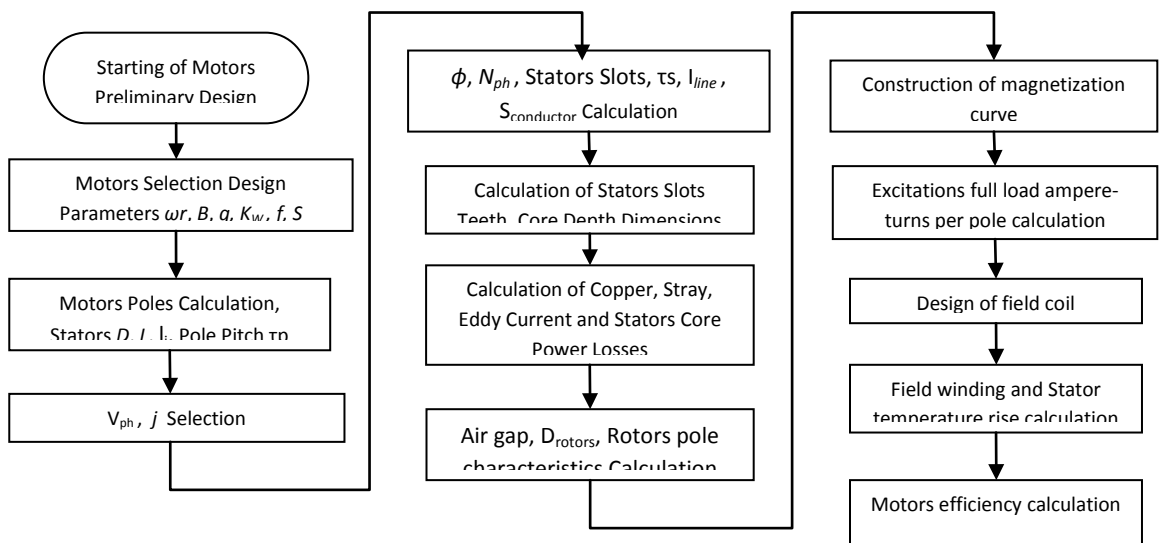 Starting of Motors
Preliminary Design
Motors Selection Design
Parameters ωr, B, q, Kw, f, S
Motors Poles Calculation,
Stators D, L, li, Pole Pitch τp
Vph , j Selection
ϕ, Nph , Stators Slots, τs, Iline ,
Sconductor Calculation
Calculation of Stators Slots
Teeth, Core Depth Dimensions
Calculation of Copper, Stray,
Eddy Current and Stators Core
Power Losses
Air gap, Drotors, Rotors pole
characteristics Calculation
Construction of magnetization
curve
Excitations full load ampere-
turns per pole calculation
Design of field coil
Field winding and Stator
temperature rise calculation
Motors efficiency calculation